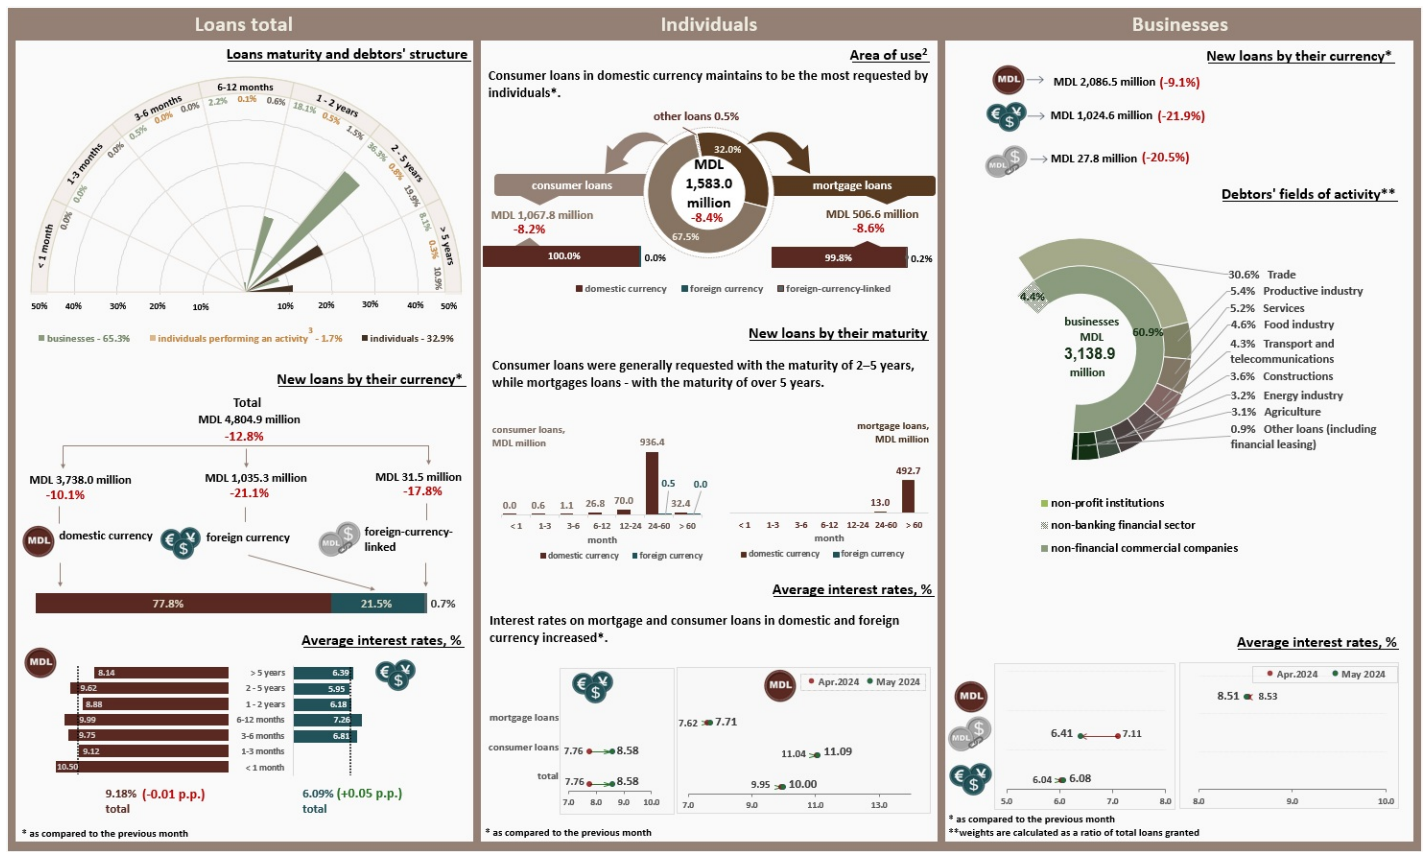 Loans total
Loans maturity and debtors' structure
< 1 month
1-3 months
3-6 months
6-12 months
1 - 2 years
2 - 5 years
> 5 years
0.0%
0.0%
0.0%
0.5%
0.0%
0.0%
2.2%
0.1%
0.6%
18.1%
0.5%
1.5%
36.3%
0.8%
19.9%
8.1%
0.3%
10.9%
50%
40%
30%
20%
10%
10%
20%
30%
40%
50%
businesses - 65.3%
individuals performing an activity 3 - 1.7%
individuals - 32.9%
New loans by their currency*
Total
MDL 4,804.9 million
-12.8%
MDL 3,738.0 million
-10.1%
MDL 1,035.3 million
-21.1%
MDL 31.5 million
-17.8%
MDL
domestic currency
€ ¥ $
foreign currency
MDL $
foreign-currency-
linked
77.8%
21.5%
0.7%
Average interest rates, %
MDL
€ ¥ $
8.14
> 5 years
6.39
9.62
2 - 5 years
5.95
8.88
1 - 2 years
6.18
9.99
6-12 months
7.26
9.75
3-6 months
6.81
9.12
1-3 months
10.50
< 1 month
9.18% (-0.01 p.p.)
total
6.09% (+0.05 p.p.)
total
* as compared to the previous month
Individuals
Area of use2
Consumer loans in domestic currency maintains to be the most requested by
individuals*.
other loans 0.5%
32.0%
67.5%
MDL
1,583.0
million
-8.4%
consumer loans
MDL 1,067.8 million
-8.2%
mortgage loans
MDL 506.6 million
-8.6%
100.0%
0.0%
99.8%
0.2%
domestic currency
foreign currency
foreign-currency-linked
New loans by their maturity
Consumer loans were generally requested with the maturity of 2–5 years,
while mortgages loans - with the maturity of over 5 years.
consumer loans,
MDL million
0.0
0.6
1.1
26.8
70.0
936.4
0.5
32.4
0.0
< 1
1-3
3-6
6-12
12-24
24-60
> 60
month
domestic currency
foreign currency
mortgage loans,
MDL million
13.0
492.7
< 1
1-3
3-6
6-12
12-24
24-60
> 60
month
domestic currency
foreign currency
Average interest rates, %
Interest rates on mortgage and consumer loans in domestic and foreign
currency increased*.
€ ¥ $
MDL
Apr.2024
May 2024
mortgage loans
7.62
7.71
consumer loans
7.76
8.58
11.04
11.09
total
7.76
8.58
9.95
10.00
7.0
8.0
9.0
10.0
7.0
9.0
11.0
13.0
* as compared to the previous month
Businesses
New loans by their currency*
MDL
MDL 2,086.5 million (-9.1%)
€ ¥ $
MDL 1,024.6 million (-21.9%)
MDL $
MDL 27.8 million (-20.5%)
Debtors' fields of activity**
4.4%
60.9%
businesses
MDL
3,138.9
million
30.6% Trade
5.4% Productive industry
5.2% Services
4.6% Food industry
4.3% Transport and
telecommunications
3.6% Constructions
3.2% Energy industry
3.1% Agriculture
0.9% Other loans (including
financial leasing)
non-profit institutions
non-banking financial sector
non-financial commercial companies
Average interest rates, %
Apr.2024
May 2024
MDL
8.51
8.53
MDL $
6.41
7.11
€ ¥ $
6.04
6.08
5.0
6.0
7.0
8.0
8.0
9.0
10.0
* as compared to the previous month
**weights are calculated as a ratio of total loans granted